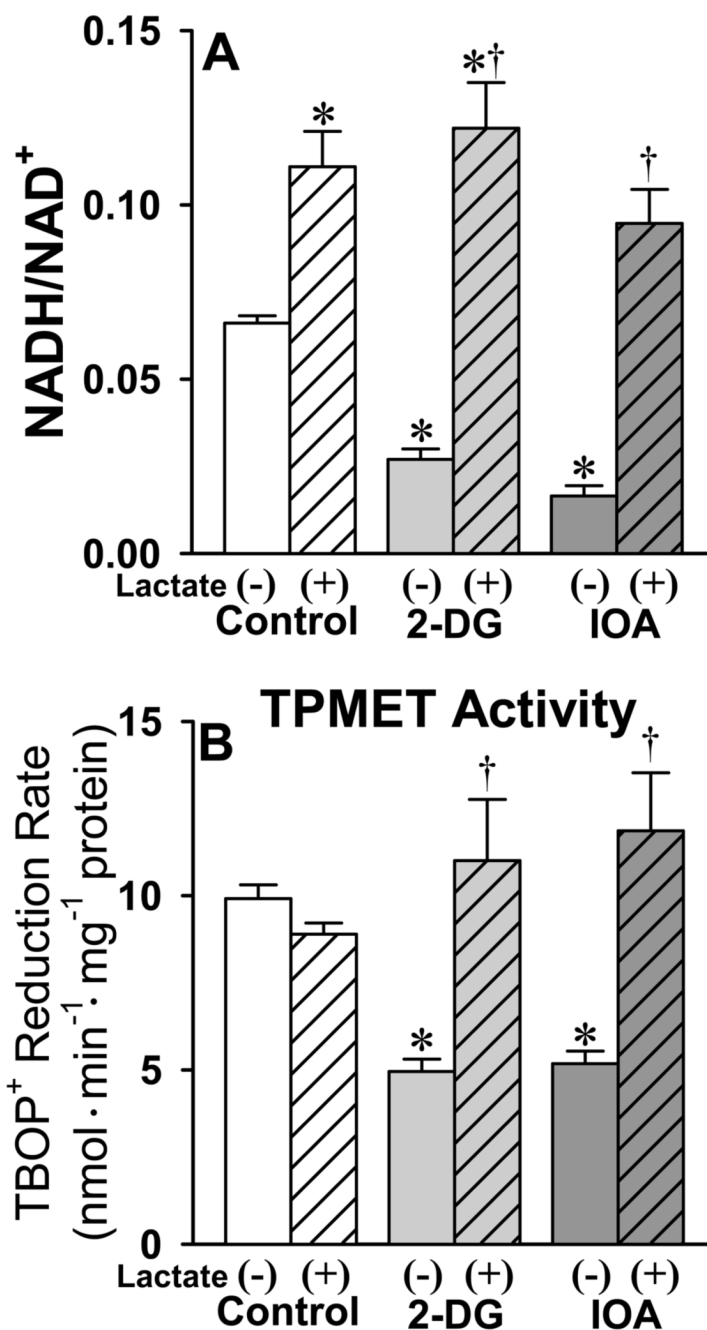 A
NADH/NAD+
0.15
0.10
0.05
0.00
*
*†
†
*
*
Lactate (-) (+) (-) (+) (-) (+)
Control 2-DG IOA
TPMET Activity
B
TBOP+ Reduction Rate
(nmol·min-1·mg-1 protein)
15
10
5
0
†
†
*
*
Lactate (-) (+) (-) (+) (-) (+)
Control 2-DG IOA